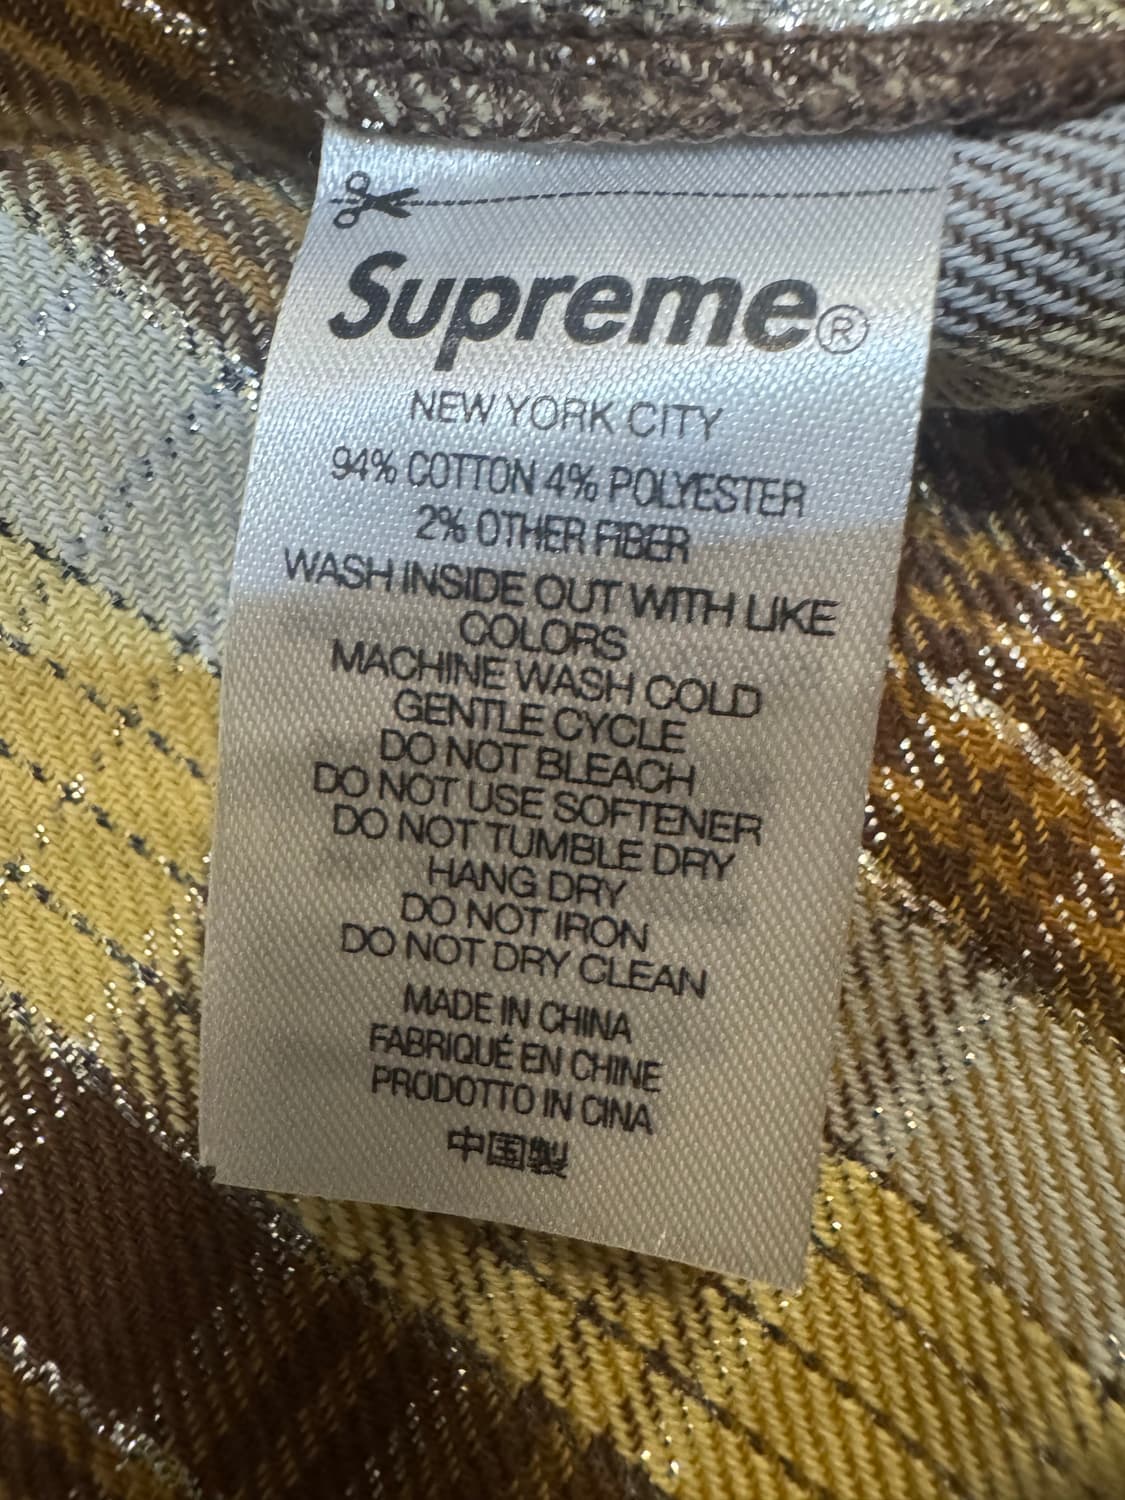 Supreme®
NEW YORK CITY
94% COTTON 4% POLYESTER
2% OTHER FIBER
WASH INSIDE OUT WITH LIKE
COLORS
MACHINE WASH COLD
GENTLE CYCLE
DO NOT BLEACH
DO NOT USE SOFTENER
DO NOT TUMBLE DRY
HANG DRY
DO NOT IRON
DO NOT DRY CLEAN
MADE IN CHINA
FABRIQUÉ EN CHINE
PRODOTTO IN CINA
中国製